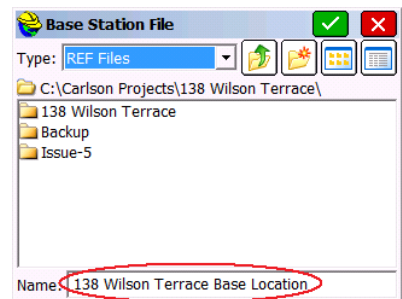 Base Station File
Type: REF Files
C:\Carlson Projects\138 Wilson Terrace\
138 Wilson Terrace
Backup
Issue-5
Name: 138 Wilson Terrace Base Location